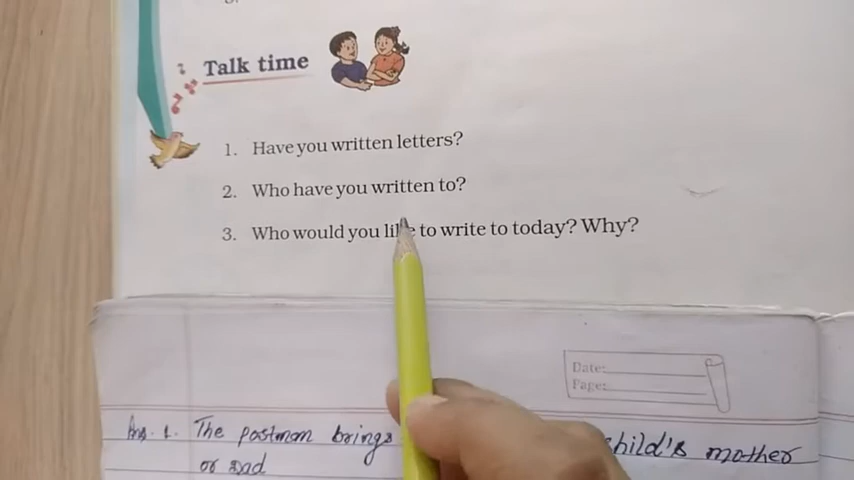 Talk time
1. Have you written letters?
2. Who have you written to?
3. Who would you like to write to today? Why?
Date:
Page:
Ans. 1. The postman brings child's mother
or dad